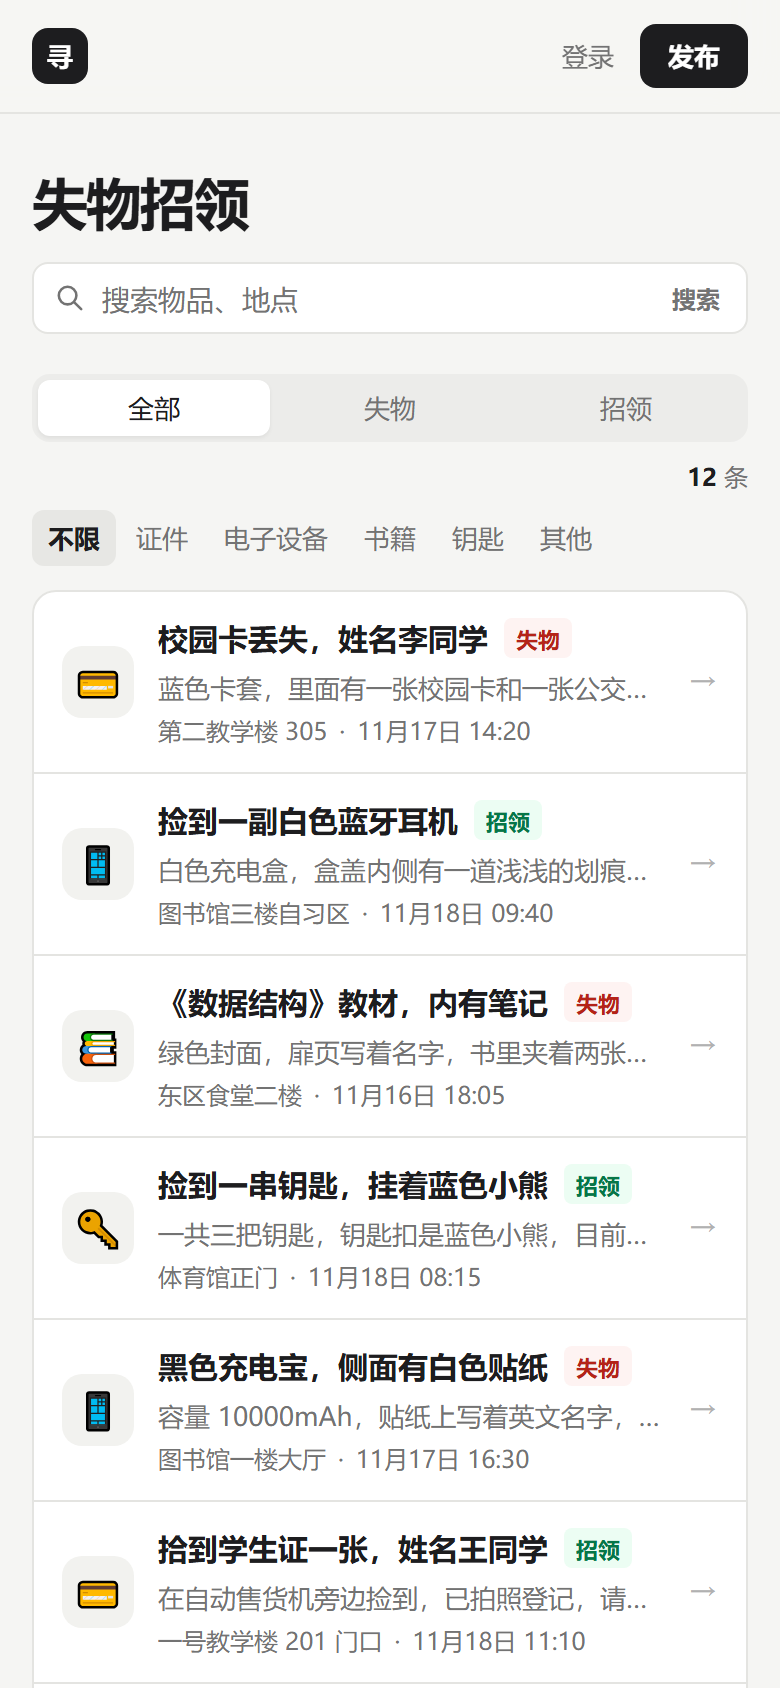 寻 登录 发布
失物招领
搜索物品、地点 搜索
全部 失物 招领
12 条
不限 证件 电子设备 书籍 钥匙 其他
校园卡丢失，姓名李同学 失物
蓝色卡套，里面有一张校园卡和一张公交...
第二教学楼 305 · 11月17日 14:20
捡到一副白色蓝牙耳机 招领
白色充电盒，盒盖内侧有一道浅浅的划痕...
图书馆三楼自习区 · 11月18日 09:40
《数据结构》教材，内有笔记 失物
绿色封面，扉页写着名字，书里夹着两张...
东区食堂二楼 · 11月16日 18:05
捡到一串钥匙，挂着蓝色小熊 招领
一共三把钥匙，钥匙扣是蓝色小熊，目前...
体育馆正门 · 11月18日 08:15
黑色充电宝，侧面有白色贴纸 失物
容量 10000mAh，贴纸上写着英文名字，...
图书馆一楼大厅 · 11月17日 16:30
拾到学生证一张，姓名王同学 招领
在自动售货机旁边捡到，已拍照登记，请...
一号教学楼 201 门口 · 11月18日 11:10